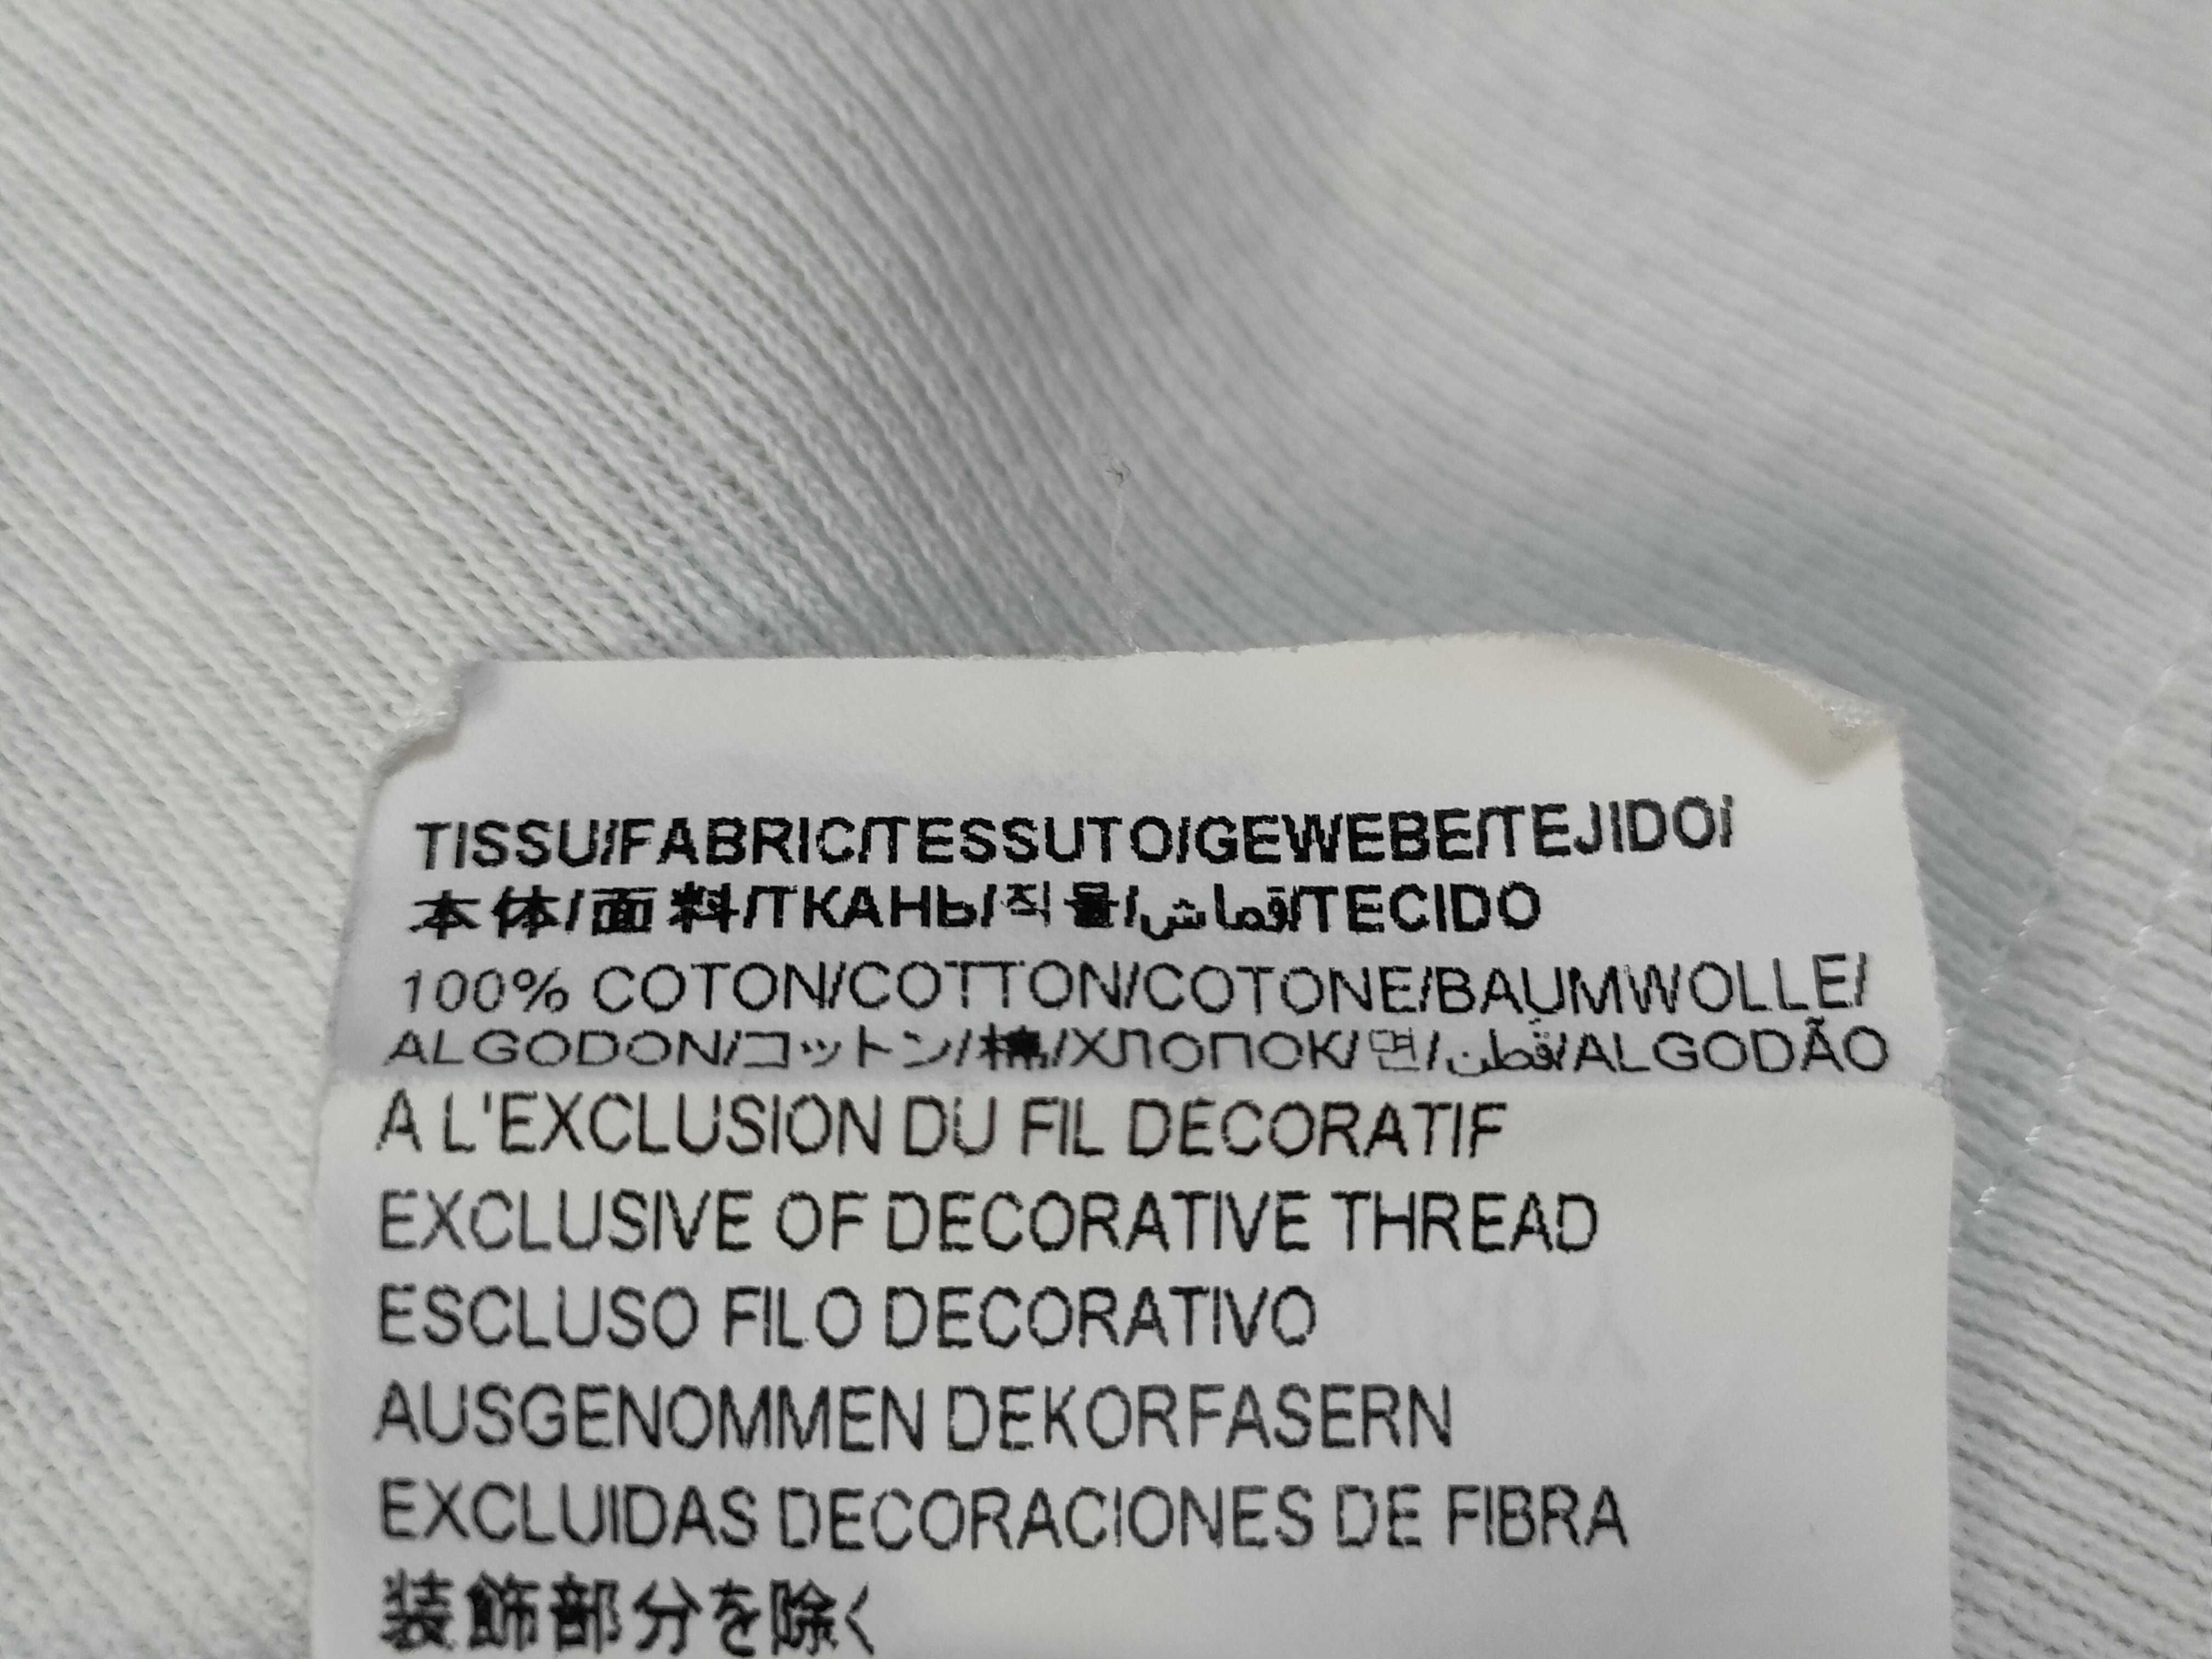 TISSU/FABRIC/TESSUTO/GEWEBE/TEJIDO/
本体/面料/ТКАНЬ/직물/قماش/TECIDO
100% COTON/COTTON/COTONE/BAUMWOLLE/
ALGODON/コットン/棉/ХЛОПОК/면/قطن/ALGODÃO
A L'EXCLUSION DU FIL DÉCORATIF
EXCLUSIVE OF DECORATIVE THREAD
ESCLUSO FILO DECORATIVO
AUSGENOMMEN DEKORFASERN
EXCLUIDAS DECORACIONES DE FIBRA
装飾部分を除く